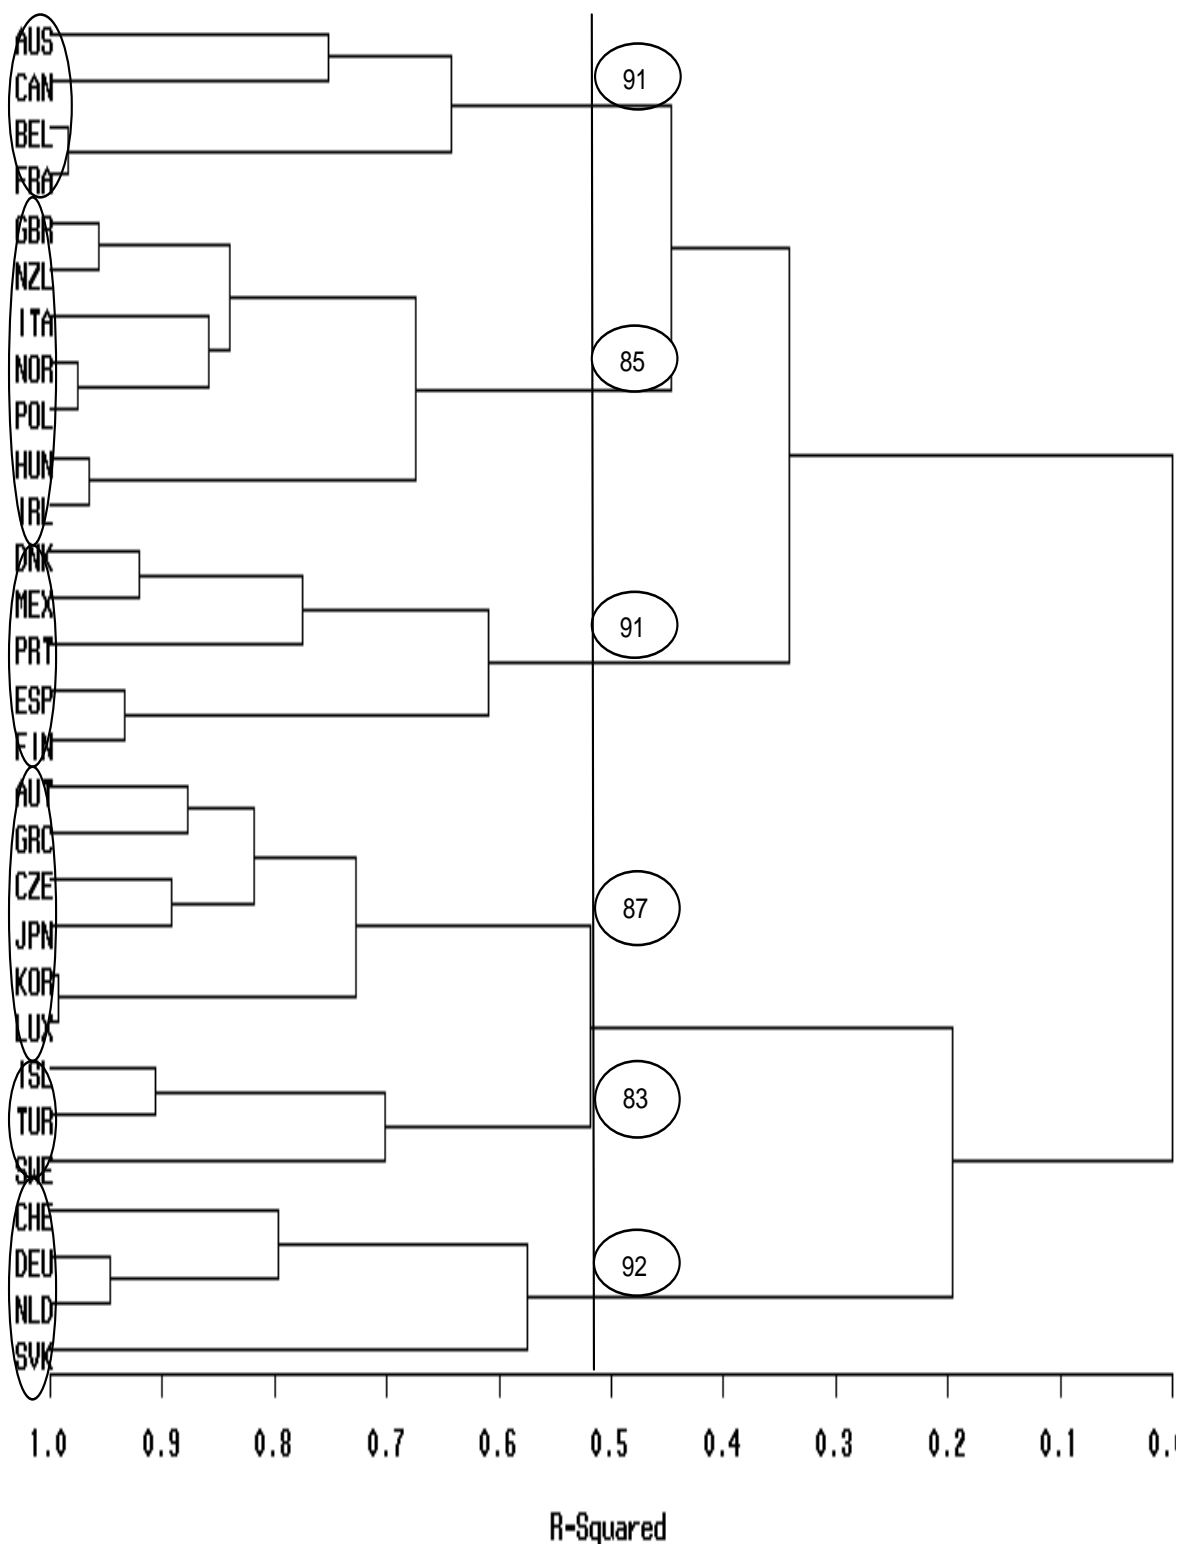 AUS
91
CAN
BEL
FRA
GBR
NZL
ITA
85
NOR
POL
HUN
IRL
DNK
MEX
91
PRT
ESP
FIN
AUT
GRC
CZE
87
JPN
KOR
LUX
ISL
83
TUR
SWE
CHE
DEU
92
NLD
SVK
1.0 0.9 0.8 0.7 0.6 0.5 0.4 0.3 0.2 0.1 0.
R-Squared